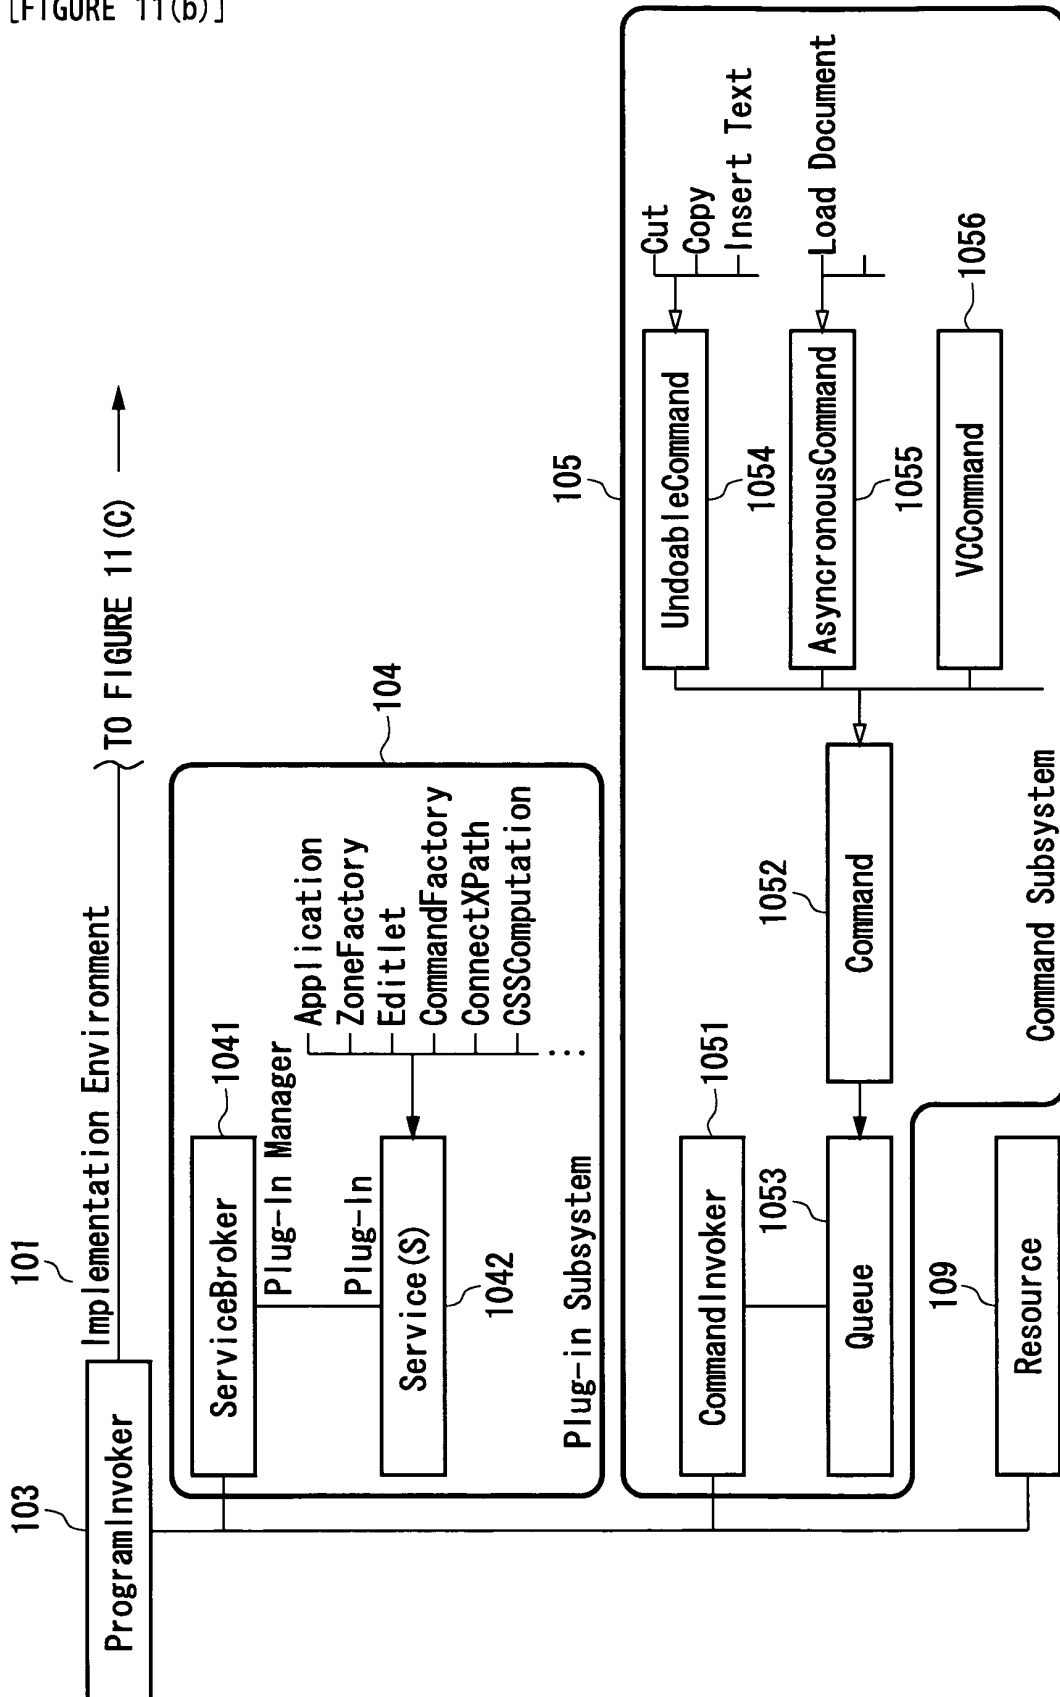 [FIGURE 11(b)]
101
Implementation Environment
TO FIGURE 11(C)
103
ProgramInvoker
104
ServiceBroker
1041
Plug-In Manager
Plug-In
Service(S)
1042
Application
ZoneFactory
Editlet
CommandFactory
ConnectXPath
CSSComputation
Plug-in Subsystem
105
CommandInvoker
1051
1053
Queue
1052
Command
UndoableCommand
1054
Cut
Copy
Insert Text
AsyncronousCommand
1055
Load Document
VCCommand
1056
Command Subsystem
109
Resource